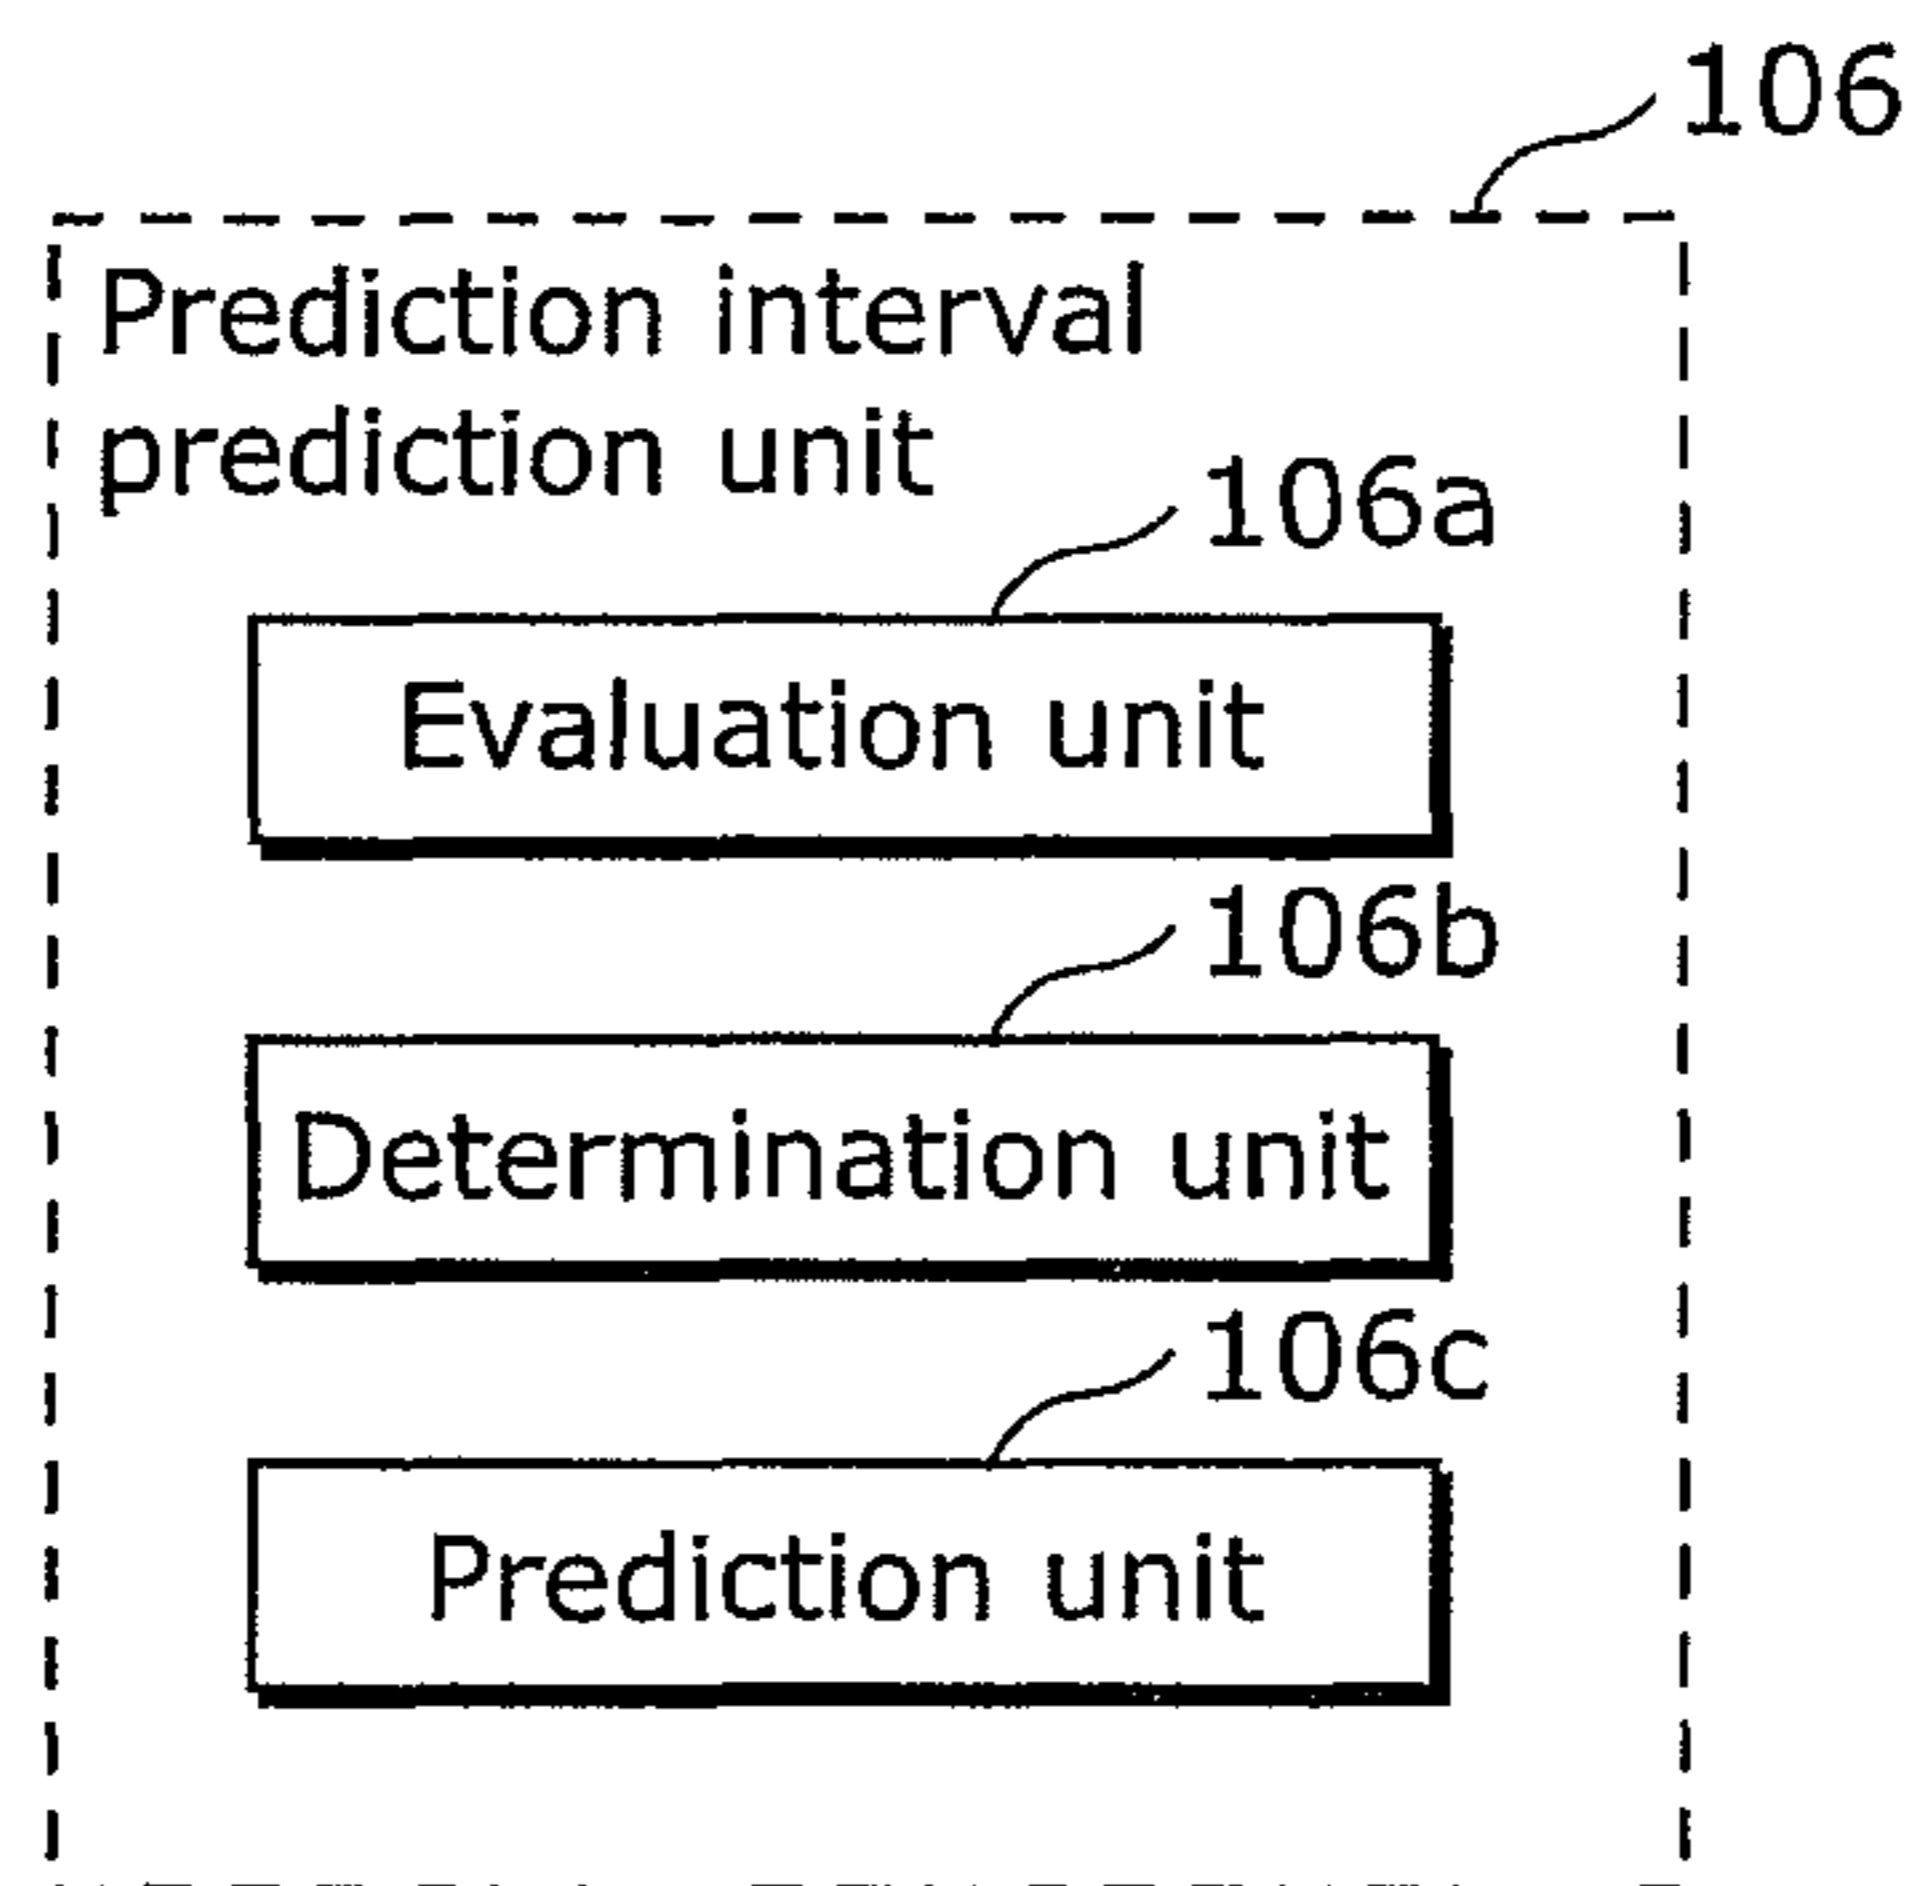 106
Prediction interval
prediction unit
106a
Evaluation unit
106b
Determination unit
106c
Prediction unit